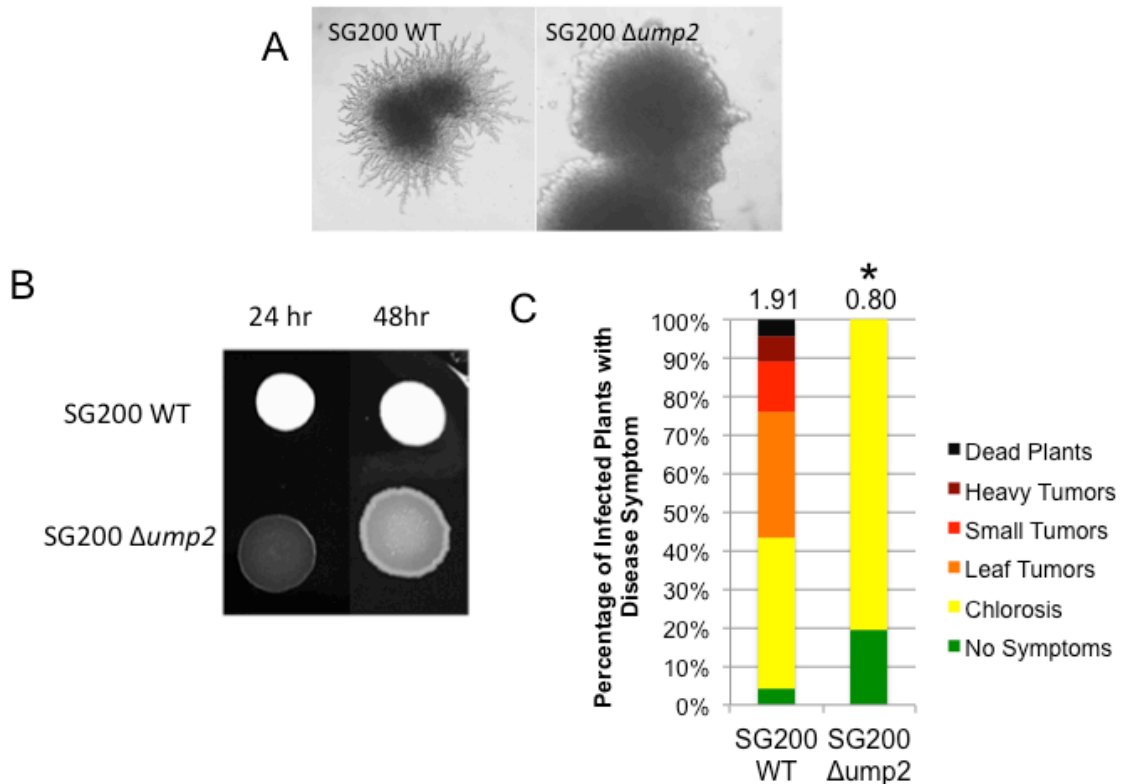 A
SG200 WT
SG200 Δump2
B
24 hr
48hr
SG200 WT
SG200 Δump2
C
*
1.91
0.80
Percentage of Infected Plants with
Disease Symptom
100%
90%
80%
70%
60%
50%
40%
30%
20%
10%
0%
SG200
WT
SG200
Δump2
Dead Plants
Heavy Tumors
Small Tumors
Leaf Tumors
Chlorosis
No Symptoms